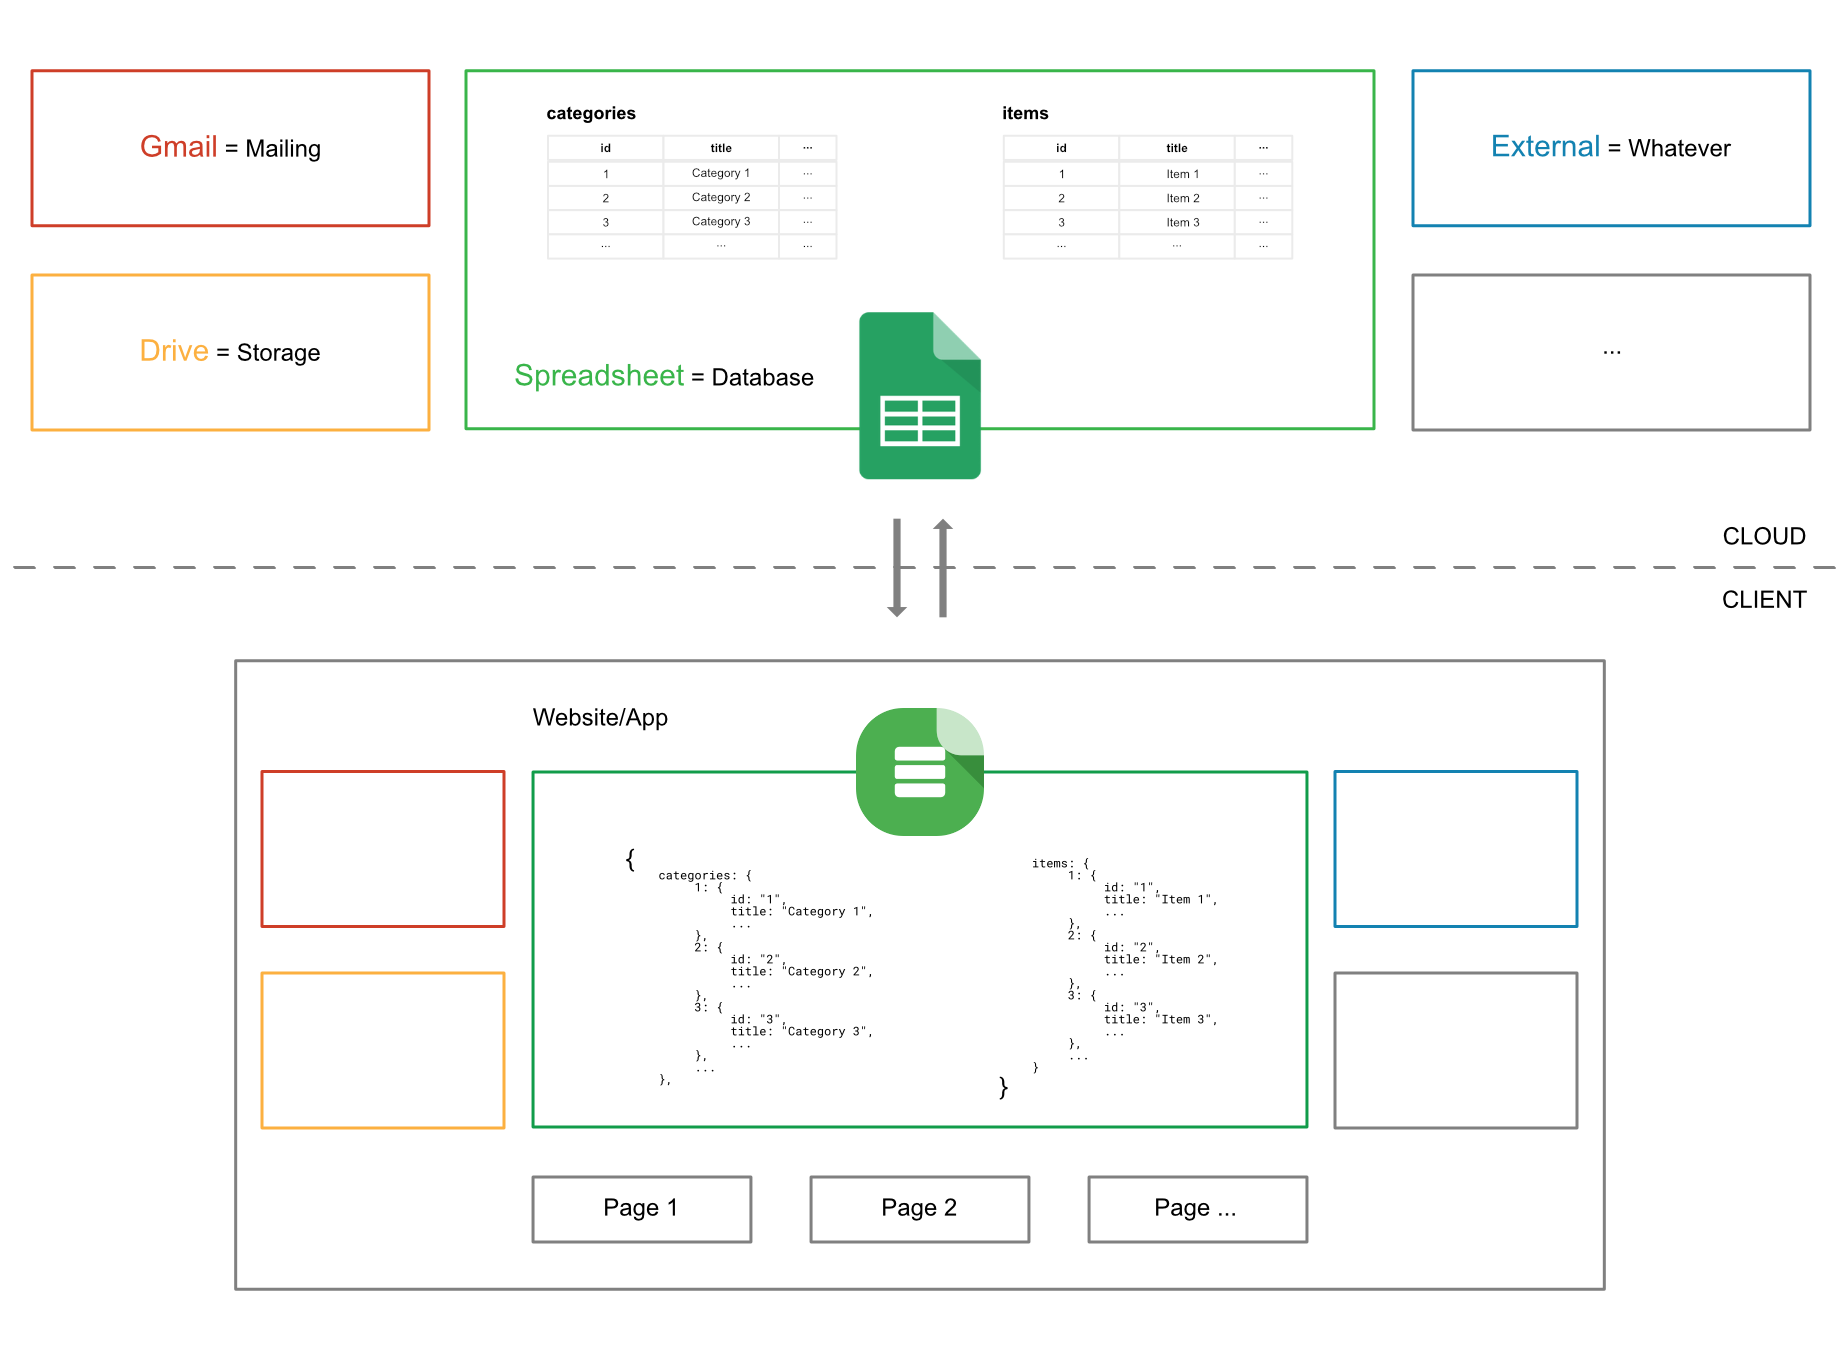 Gmail = Mailing
Drive = Storage
categories
id title ...
1 Category 1 ...
2 Category 2 ...
3 Category 3 ...
... ... ...
items
id title ...
1 Item 1 ...
2 Item 2 ...
3 Item 3 ...
... ... ...
Spreadsheet = Database
External = Whatever
...
CLOUD
CLIENT
Website/App
{
categories: {
1: {
id: "1",
title: "Category 1",
...
},
2: {
id: "2",
title: "Category 2",
...
},
3: {
id: "3",
title: "Category 3",
...
},
...
},
items: {
1: {
id: "1",
title: "Item 1",
...
},
2: {
id: "2",
title: "Item 2",
...
},
3: {
id: "3",
title: "Item 3",
...
},
...
}
}
Page 1
Page 2
Page ...